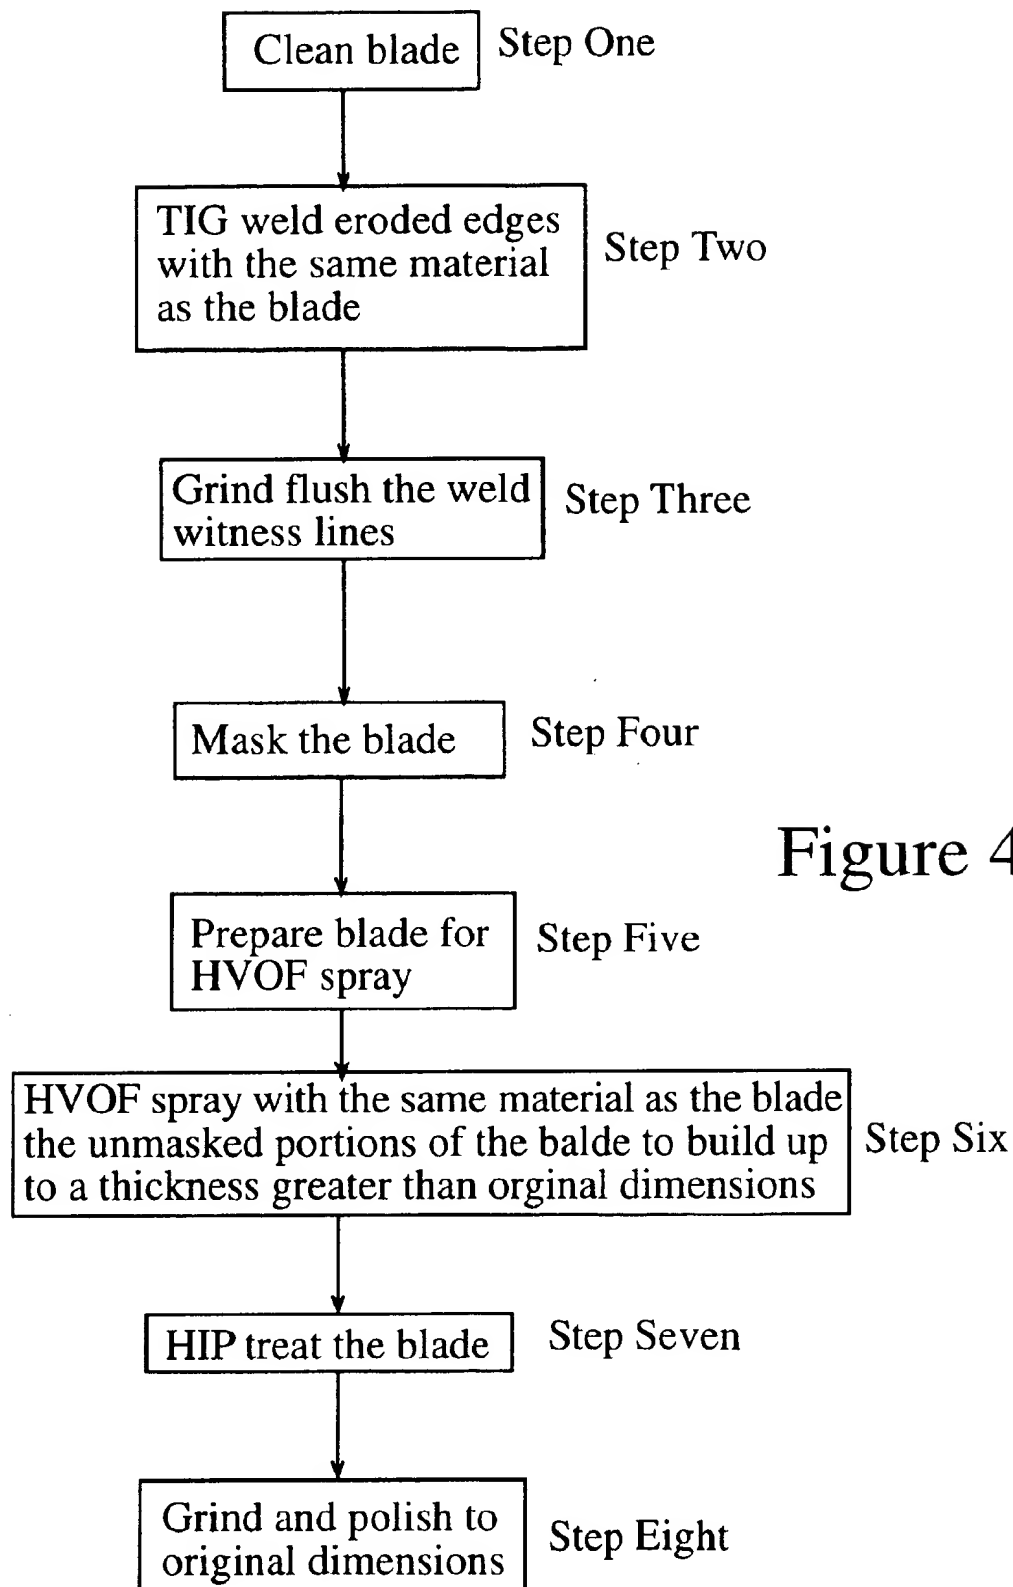 Clean blade
Step One
TIG weld eroded edges
with the same material
as the blade
Step Two
Grind flush the weld
witness lines
Step Three
Mask the blade
Step Four
Figure 4
Prepare blade for
HVOF spray
Step Five
HVOF spray with the same material as the blade
the unmasked portions of the balde to build up
to a thickness greater than orginal dimensions
Step Six
HIP treat the blade
Step Seven
Grind and polish to
original dimensions
Step Eight